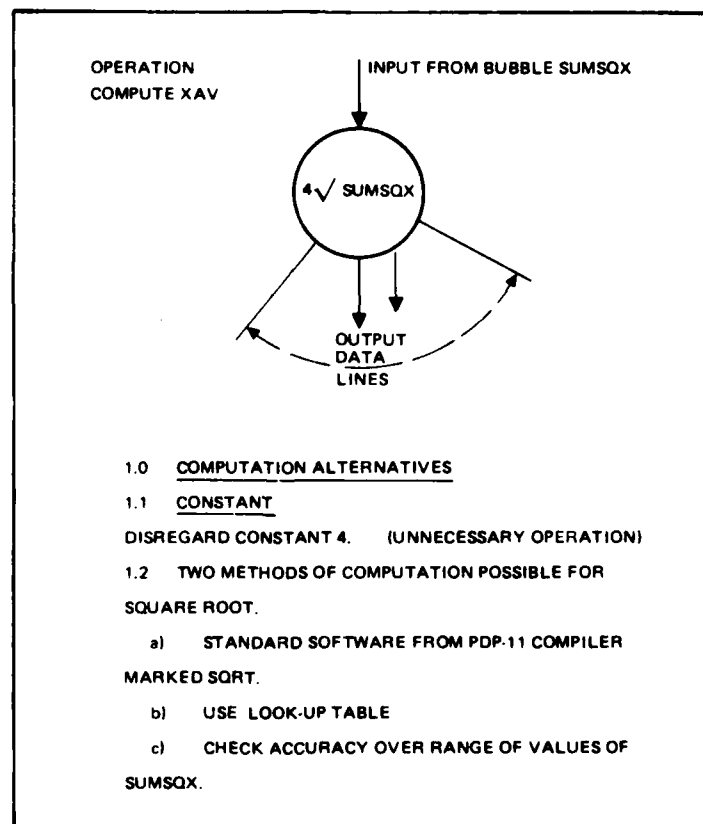 OPERATION
COMPUTE XAV
INPUT FROM BUBBLE SUMSQX
4√ SUMSQX
OUTPUT
DATA
LINES
1.0 COMPUTATION ALTERNATIVES
1.1 CONSTANT
DISREGARD CONSTANT 4. (UNNECESSARY OPERATION)
1.2 TWO METHODS OF COMPUTATION POSSIBLE FOR
SQUARE ROOT.
a) STANDARD SOFTWARE FROM PDP-11 COMPILER
MARKED SQRT.
b) USE LOOK-UP TABLE
c) CHECK ACCURACY OVER RANGE OF VALUES OF
SUMSQX.